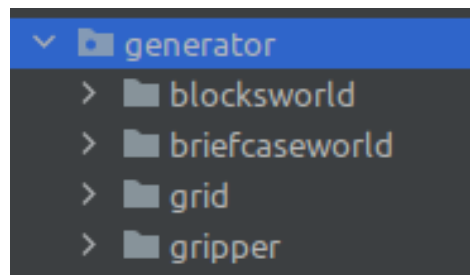 generator
blocksworld
briefcaseworld
grid
gripper